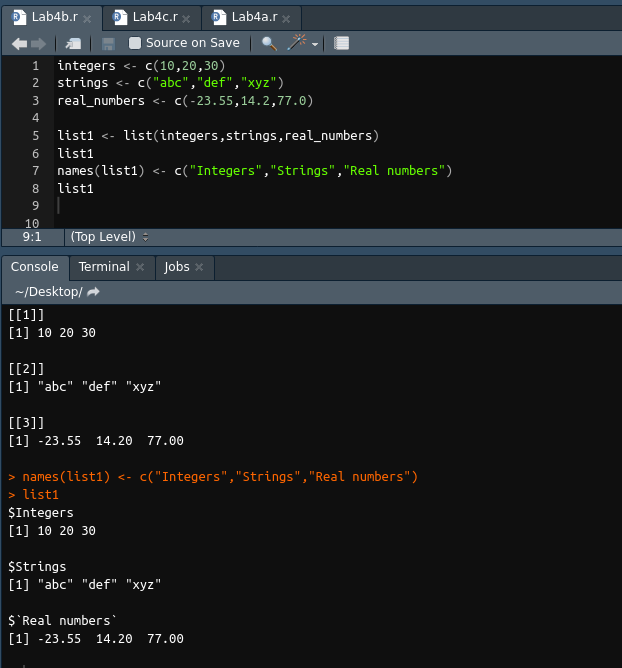 Lab4b.r × Lab4c.r × Lab4a.r ×
Source on Save
1 integers <- c(10,20,30)
2 strings <- c("abc","def","xyz")
3 real_numbers <- c(-23.55,14.2,77.0)
4
5 list1 <- list(integers,strings,real_numbers)
6 list1
7 names(list1) <- c("Integers","Strings","Real numbers")
8 list1
9
10
9:1 (Top Level)
Console Terminal × Jobs ×
~/Desktop/
[[1]]
[1] 10 20 30
[[2]]
[1] "abc" "def" "xyz"
[[3]]
[1] -23.55  14.20  77.00
> names(list1) <- c("Integers","Strings","Real numbers")
> list1
$Integers
[1] 10 20 30
$Strings
[1] "abc" "def" "xyz"
$`Real numbers`
[1] -23.55  14.20  77.00